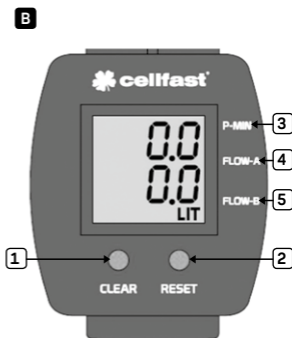 B
cellfast
0.0
P-MIN
3
FLOW-A
4
0.0
LIT
FLOW-B
5
1
2
CLEAR RESET